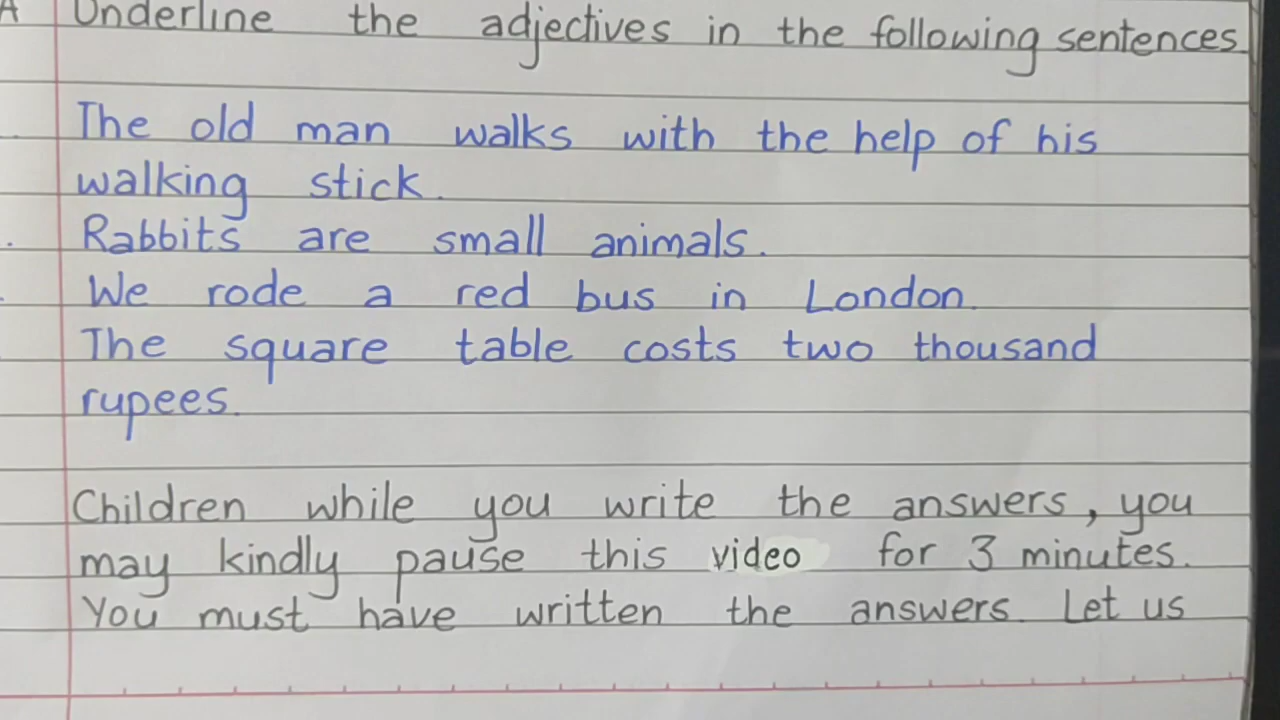 A Underline the adjectives in the following sentences
The old man walks with the help of his
walking stick.
Rabbits are small animals.
We rode a red bus in London.
The square table costs two thousand
rupees.
Children while you write the answers, you
may kindly pause this video for 3 minutes.
You must have written the answers. Let us